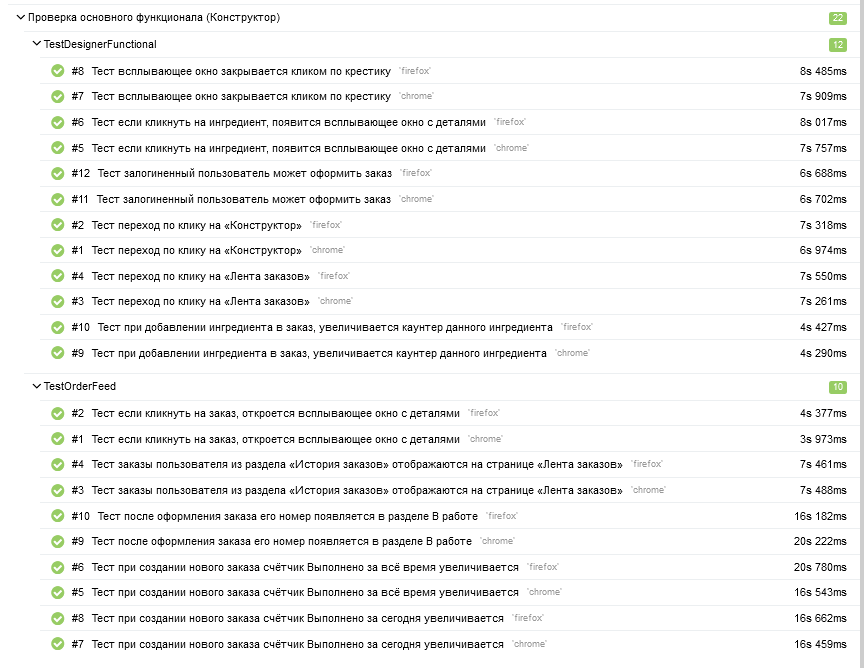 Проверка основного функционала (Конструктор) 22
TestDesignerFunctional 12
#8 Тест всплывающее окно закрывается кликом по крестику 'firefox' 8s 485ms
#7 Тест всплывающее окно закрывается кликом по крестику 'chrome' 7s 909ms
#6 Тест если кликнуть на ингредиент, появится всплывающее окно с деталями 'firefox' 8s 017ms
#5 Тест если кликнуть на ингредиент, появится всплывающее окно с деталями 'chrome' 7s 757ms
#12 Тест залогиненный пользователь может оформить заказ 'firefox' 6s 688ms
#11 Тест залогиненный пользователь может оформить заказ 'chrome' 6s 702ms
#2 Тест переход по клику на «Конструктор» 'firefox' 7s 318ms
#1 Тест переход по клику на «Конструктор» 'chrome' 6s 974ms
#4 Тест переход по клику на «Лента заказов» 'firefox' 7s 550ms
#3 Тест переход по клику на «Лента заказов» 'chrome' 7s 261ms
#10 Тест при добавлении ингредиента в заказ, увеличивается каунтер данного ингредиента 'firefox' 4s 427ms
#9 Тест при добавлении ингредиента в заказ, увеличивается каунтер данного ингредиента 'chrome' 4s 290ms
TestOrderFeed 10
#2 Тест если кликнуть на заказ, откроется всплывающее окно с деталями 'firefox' 4s 377ms
#1 Тест если кликнуть на заказ, откроется всплывающее окно с деталями 'chrome' 3s 973ms
#4 Тест заказы пользователя из раздела «История заказов» отображаются на странице «Лента заказов» 'firefox' 7s 461ms
#3 Тест заказы пользователя из раздела «История заказов» отображаются на странице «Лента заказов» 'chrome' 7s 488ms
#10 Тест после оформления заказа его номер появляется в разделе В работе 'firefox' 16s 182ms
#9 Тест после оформления заказа его номер появляется в разделе В работе 'chrome' 20s 222ms
#6 Тест при создании нового заказа счётчик Выполнено за всё время увеличивается 'firefox' 20s 780ms
#5 Тест при создании нового заказа счётчик Выполнено за всё время увеличивается 'chrome' 16s 543ms
#8 Тест при создании нового заказа счётчик Выполнено за сегодня увеличивается 'firefox' 16s 662ms
#7 Тест при создании нового заказа счётчик Выполнено за сегодня увеличивается 'chrome' 16s 459ms